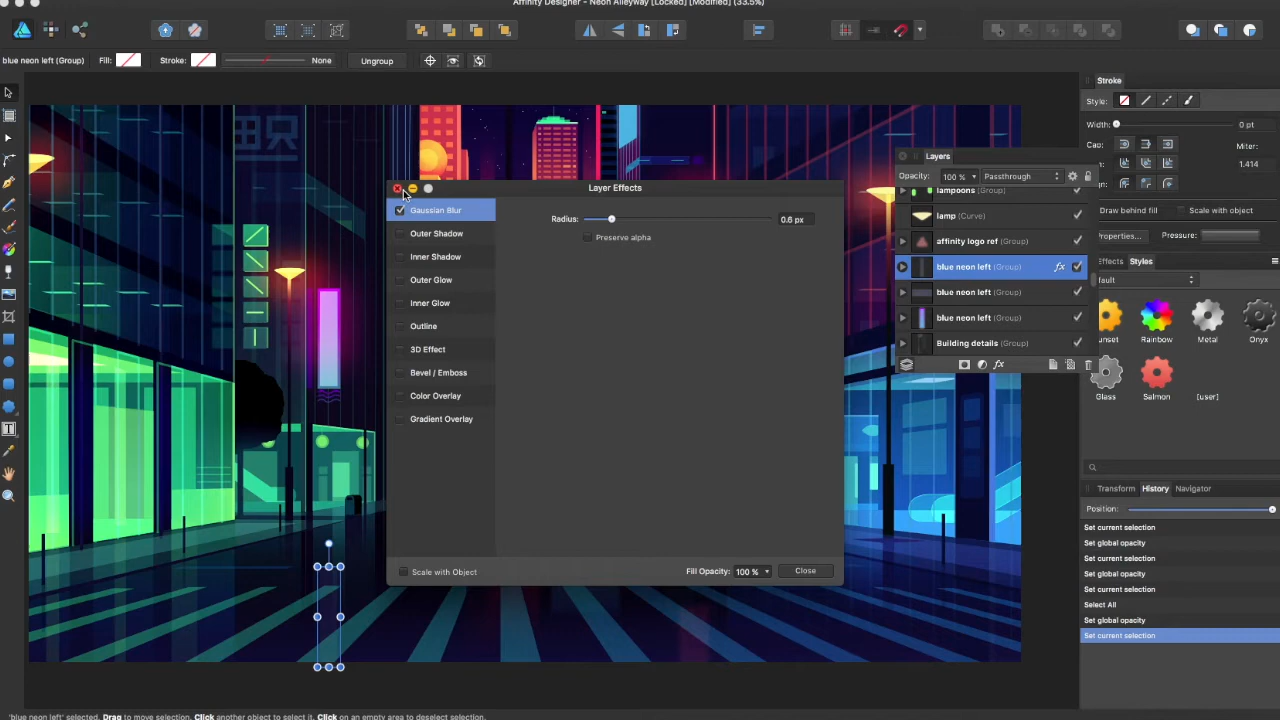 Affinity Designer - Neon Alleyway [Locked] [Modified] (33.5%)
blue neon left (Group)
Fill:
Stroke:
None
Ungroup
Stroke
Style:
Width:
0 pt
Cap:
Miter:
1.414
Draw behind fill
Scale with object
Properties...
Pressure:
Layers
Opacity:
100 %
Passthrough
lampoons (Group)
lamp (Curve)
affinity logo ref (Group)
blue neon left (Group)
fx
blue neon left (Group)
blue neon left (Group)
Building details (Group)
fx
Layer Effects
Gaussian Blur
Outer Shadow
Inner Shadow
Outer Glow
Inner Glow
Outline
3D Effect
Bevel / Emboss
Color Overlay
Gradient Overlay
Radius:
0.6 px
Preserve alpha
Scale with Object
Fill Opacity:
100 %
Close
Effects
Styles
Rainbow
Metal
Onyx
Glass
Salmon
[user]
Transform
History
Navigator
Position:
Set current selection
Set global opacity
Set current selection
Set global opacity
Set current selection
Select All
Set global opacity
Set current selection
'blue neon left' selected. Drag to move selection. Click another object to select it. Click on an empty area to deselect selection.